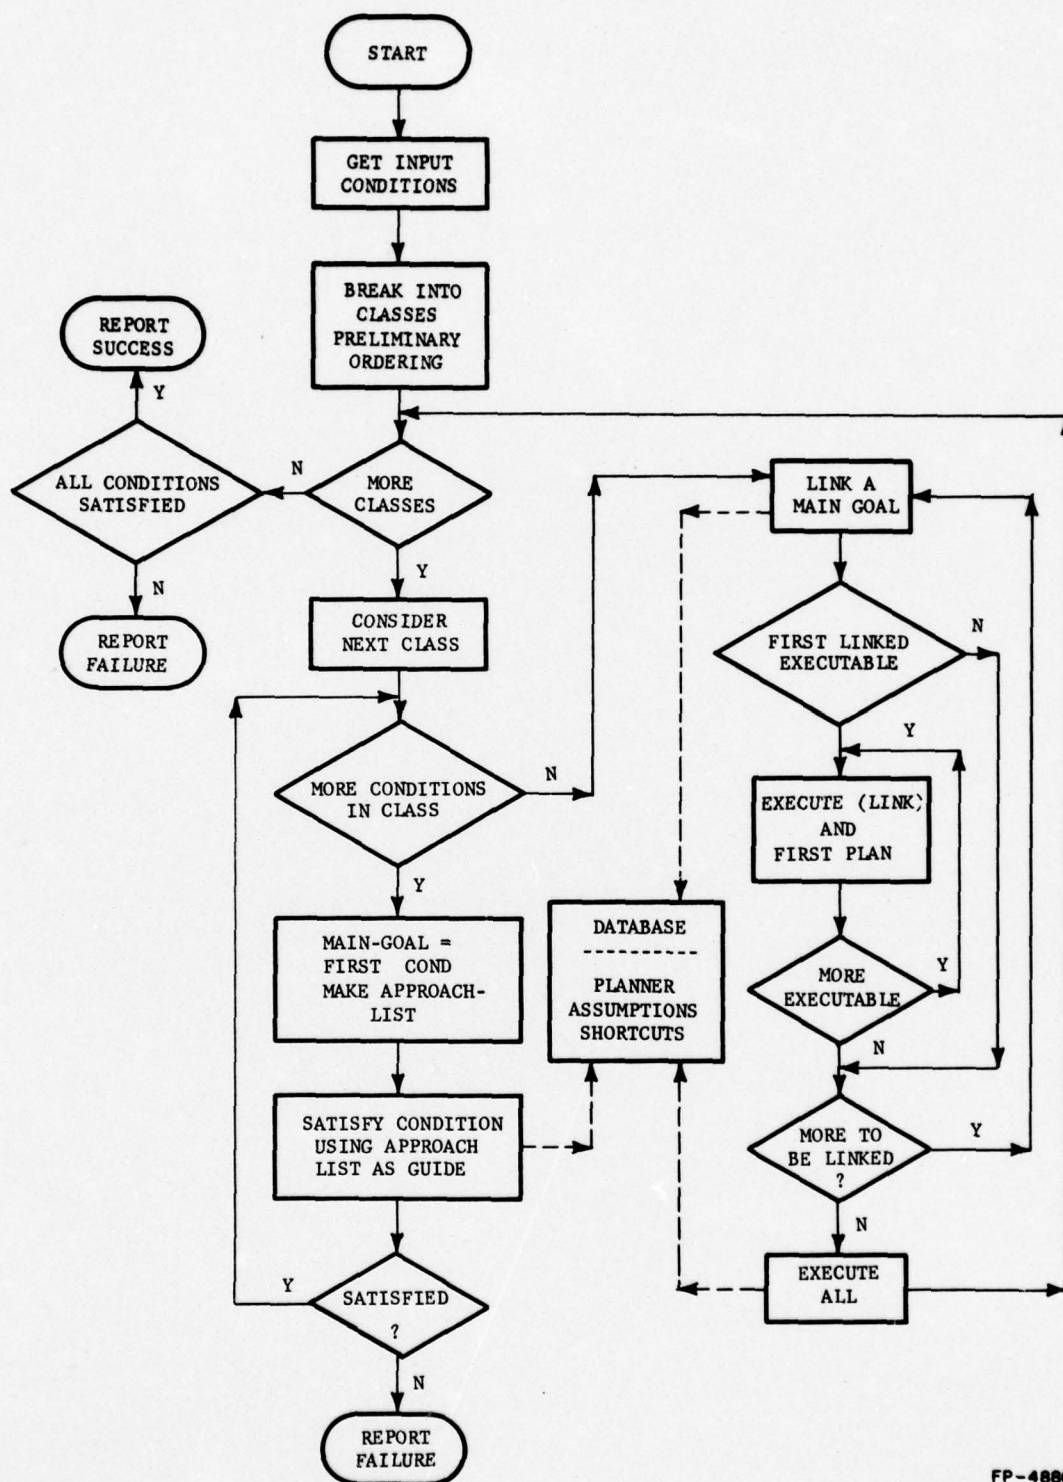 START
GET INPUT
CONDITIONS
BREAK INTO
CLASSES
PRELIMINARY
ORDERING
REPORT
SUCCESS
Y
ALL CONDITIONS
SATISFIED
N
MORE
CLASSES
N
REPORT
FAILURE
Y
CONSIDER
NEXT CLASS
MORE CONDITIONS
IN CLASS
N
Y
MAIN-GOAL =
FIRST COND
MAKE APPROACH-
LIST
SATISFY CONDITION
USING APPROACH
LIST AS GUIDE
Y
SATISFIED
?
N
REPORT
FAILURE
DATABASE
----------
PLANNER
ASSUMPTIONS
SHORTCUTS
LINK A
MAIN GOAL
FIRST LINKED
EXECUTABLE
N
Y
EXECUTE (LINK)
AND
FIRST PLAN
MORE
EXECUTABLE
Y
N
MORE TO
BE LINKED
?
Y
N
EXECUTE
ALL